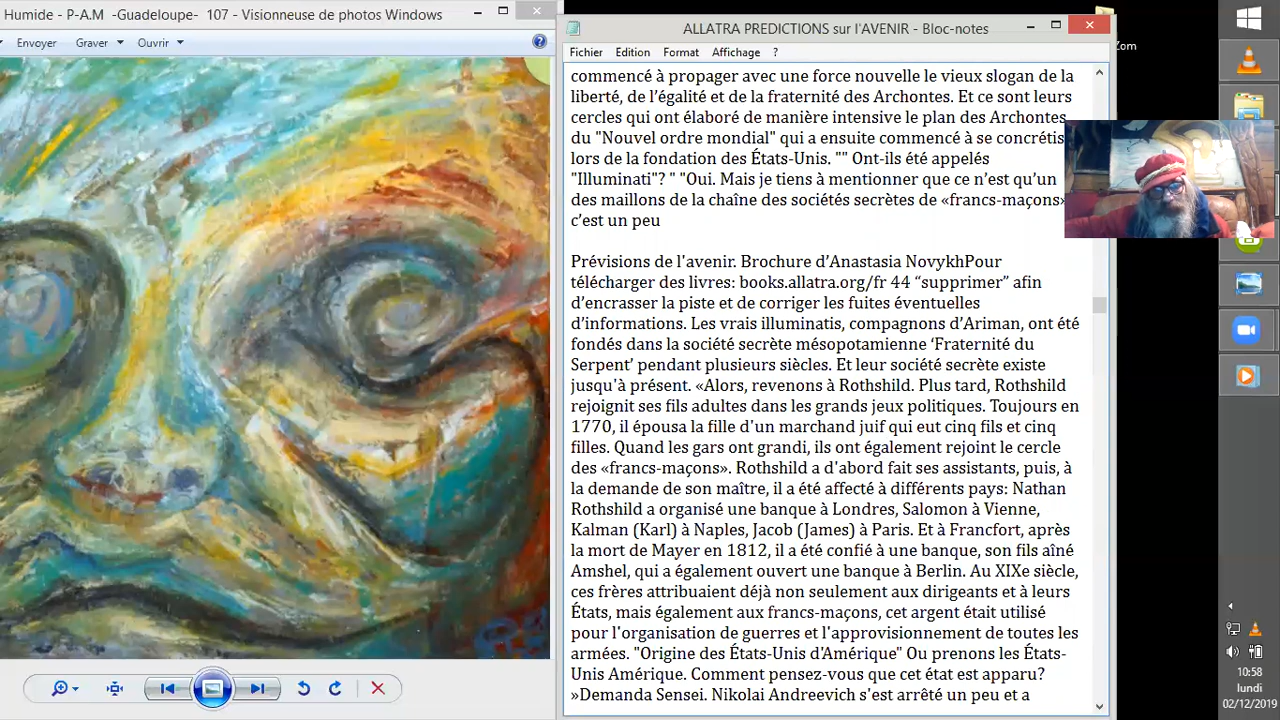 Humide - P-A-M -Guadeloupe- 107 - Visionneuse de photos Windows
Envoyer Graver Ouvrir
ALLATRA PREDICTIONS sur l'AVENIR - Bloc-notes
Fichier Edition Format Affichage ?
commencé à propager avec une force nouvelle le vieux slogan de la
liberté, de l’égalité et de la fraternité des Archontes. Et ce sont leurs
cercles qui ont élaboré de manière intensive le plan des Archontes
du "Nouvel ordre mondial" qui a ensuite commencé à se concrétis
lors de la fondation des États-Unis. "" Ont-ils été appelés
"Illuminati"? " "Oui. Mais je tiens à mentionner que ce n’est qu’un
des maillons de la chaîne des sociétés secrètes de «francs-maçons»
c’est un peu
Prévisions de l'avenir. Brochure d’Anastasia NovykhPour
télécharger des livres: books.allatra.org/fr 44 “supprimer” afin
d’encrasser la piste et de corriger les fuites éventuelles
d’informations. Les vrais illuminatis, compagnons d’Ariman, ont été
fondés dans la société secrète mésopotamienne ‘Fraternité du
Serpent’ pendant plusieurs siècles. Et leur société secrète existe
jusqu'à présent. «Alors, revenons à Rothshild. Plus tard, Rothshild
rejoignit ses fils adultes dans les grands jeux politiques. Toujours en
1770, il épousa la fille d'un marchand juif qui eut cinq fils et cinq
filles. Quand les gars ont grandi, ils ont également rejoint le cercle
des «francs-maçons». Rothshild a d'abord fait ses assistants, puis, à
la demande de son maître, il a été affecté à différents pays: Nathan
Rothshild a organisé une banque à Londres, Salomon à Vienne,
Kalman (Karl) à Naples, Jacob (James) à Paris. Et à Francfort, après
la mort de Mayer en 1812, il a été confié à une banque, son fils aîné
Amshel, qui a également ouvert une banque à Berlin. Au XIXe siècle,
ces frères attribuaient déjà non seulement aux dirigeants et à leurs
États, mais également aux francs-maçons, cet argent était utilisé
pour l'organisation de guerres et l'approvisionnement de toutes les
armées. "Origine des États-Unis d'Amérique" Ou prenons les États-
Unis Amérique. Comment pensez-vous que cet état est apparu?
»Demanda Sensei. Nikolai Andreevich s'est arrêté un peu et a
Zom
10:58
lundi
02/12/2019